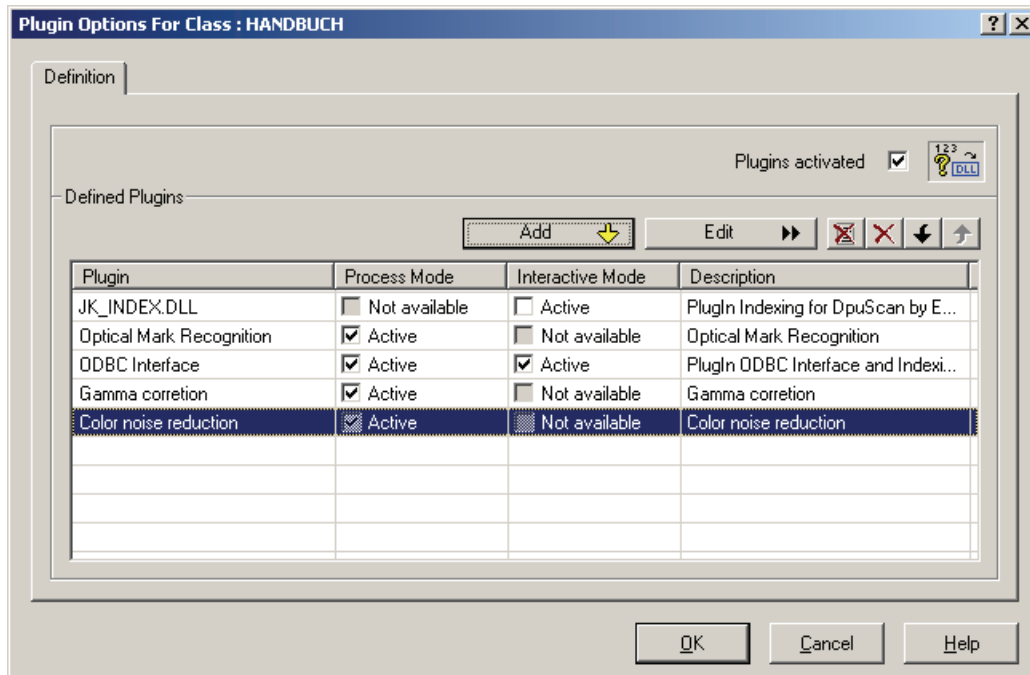 Plugin Options For Class : HANDBUCH
Definition
Plugins activated
123
DLL
Defined Plugins
Add Edit
Plugin Process Mode Interactive Mode Description
JK_INDEX.DLL Not available Active PlugIn Indexing for DpuScan by E...
Optical Mark Recognition Active Not available Optical Mark Recognition
ODBC Interface Active Active PlugIn ODBC Interface and Indexi...
Gamma corretion Active Not available Gamma corretion
Color noise reduction Active Not available Color noise reduction
OK Cancel Help